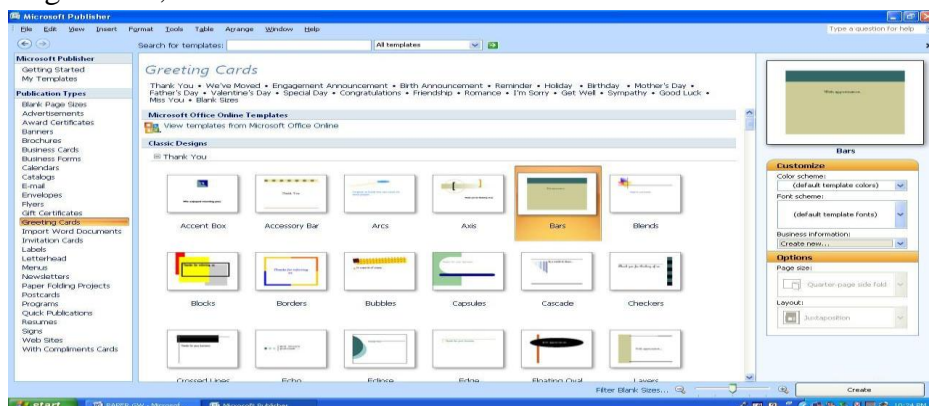 Microsoft Publisher
File Edit View Insert Format Tools Table Arrange Window Help
Type a question for help
Search for templates:
All templates
Microsoft Publisher
Getting Started
My Templates
Publication Types
Blank Page Sizes
Advertisements
Award Certificates
Banners
Brochures
Business Cards
Business Forms
Calendars
Catalogs
E-mail
Envelopes
Flyers
Gift Certificates
Greeting Cards
Import Word Documents
Invitation Cards
Labels
Letterhead
Menus
Newsletters
Paper Folding Projects
Postcards
Programs
Quick Publications
Resumes
Signs
Web Sites
With Compliments Cards
Greeting Cards
Thank You • We've Moved • Engagement Announcement • Birth Announcement • Reminder • Holiday • Birthday • Mother's Day •
Father's Day • Valentine's Day • Special Day • Congratulations • Friendship • Romance • I'm Sorry • Get Well • Sympathy • Good Luck •
Miss You • Blank Sizes
Microsoft Office Online Templates
View templates from Microsoft Office Online
Classic Designs
Thank You
Accent Box Accessory Bar Arcs Axis Bars Blends
Blocks Borders Bubbles Capsules Cascade Checkers
Crossed Lines Echo Eclipse Edge Floating Oval Layers
Filter Blank Sizes...
Bars
Customize
Color scheme:
(default template colors)
Font scheme:
(default template fonts)
Business information:
Create new...
Options
Page size:
Quarter-page side fold
Layout:
Juxtaposition
Create
start
Microsoft Publisher
10:24 PM